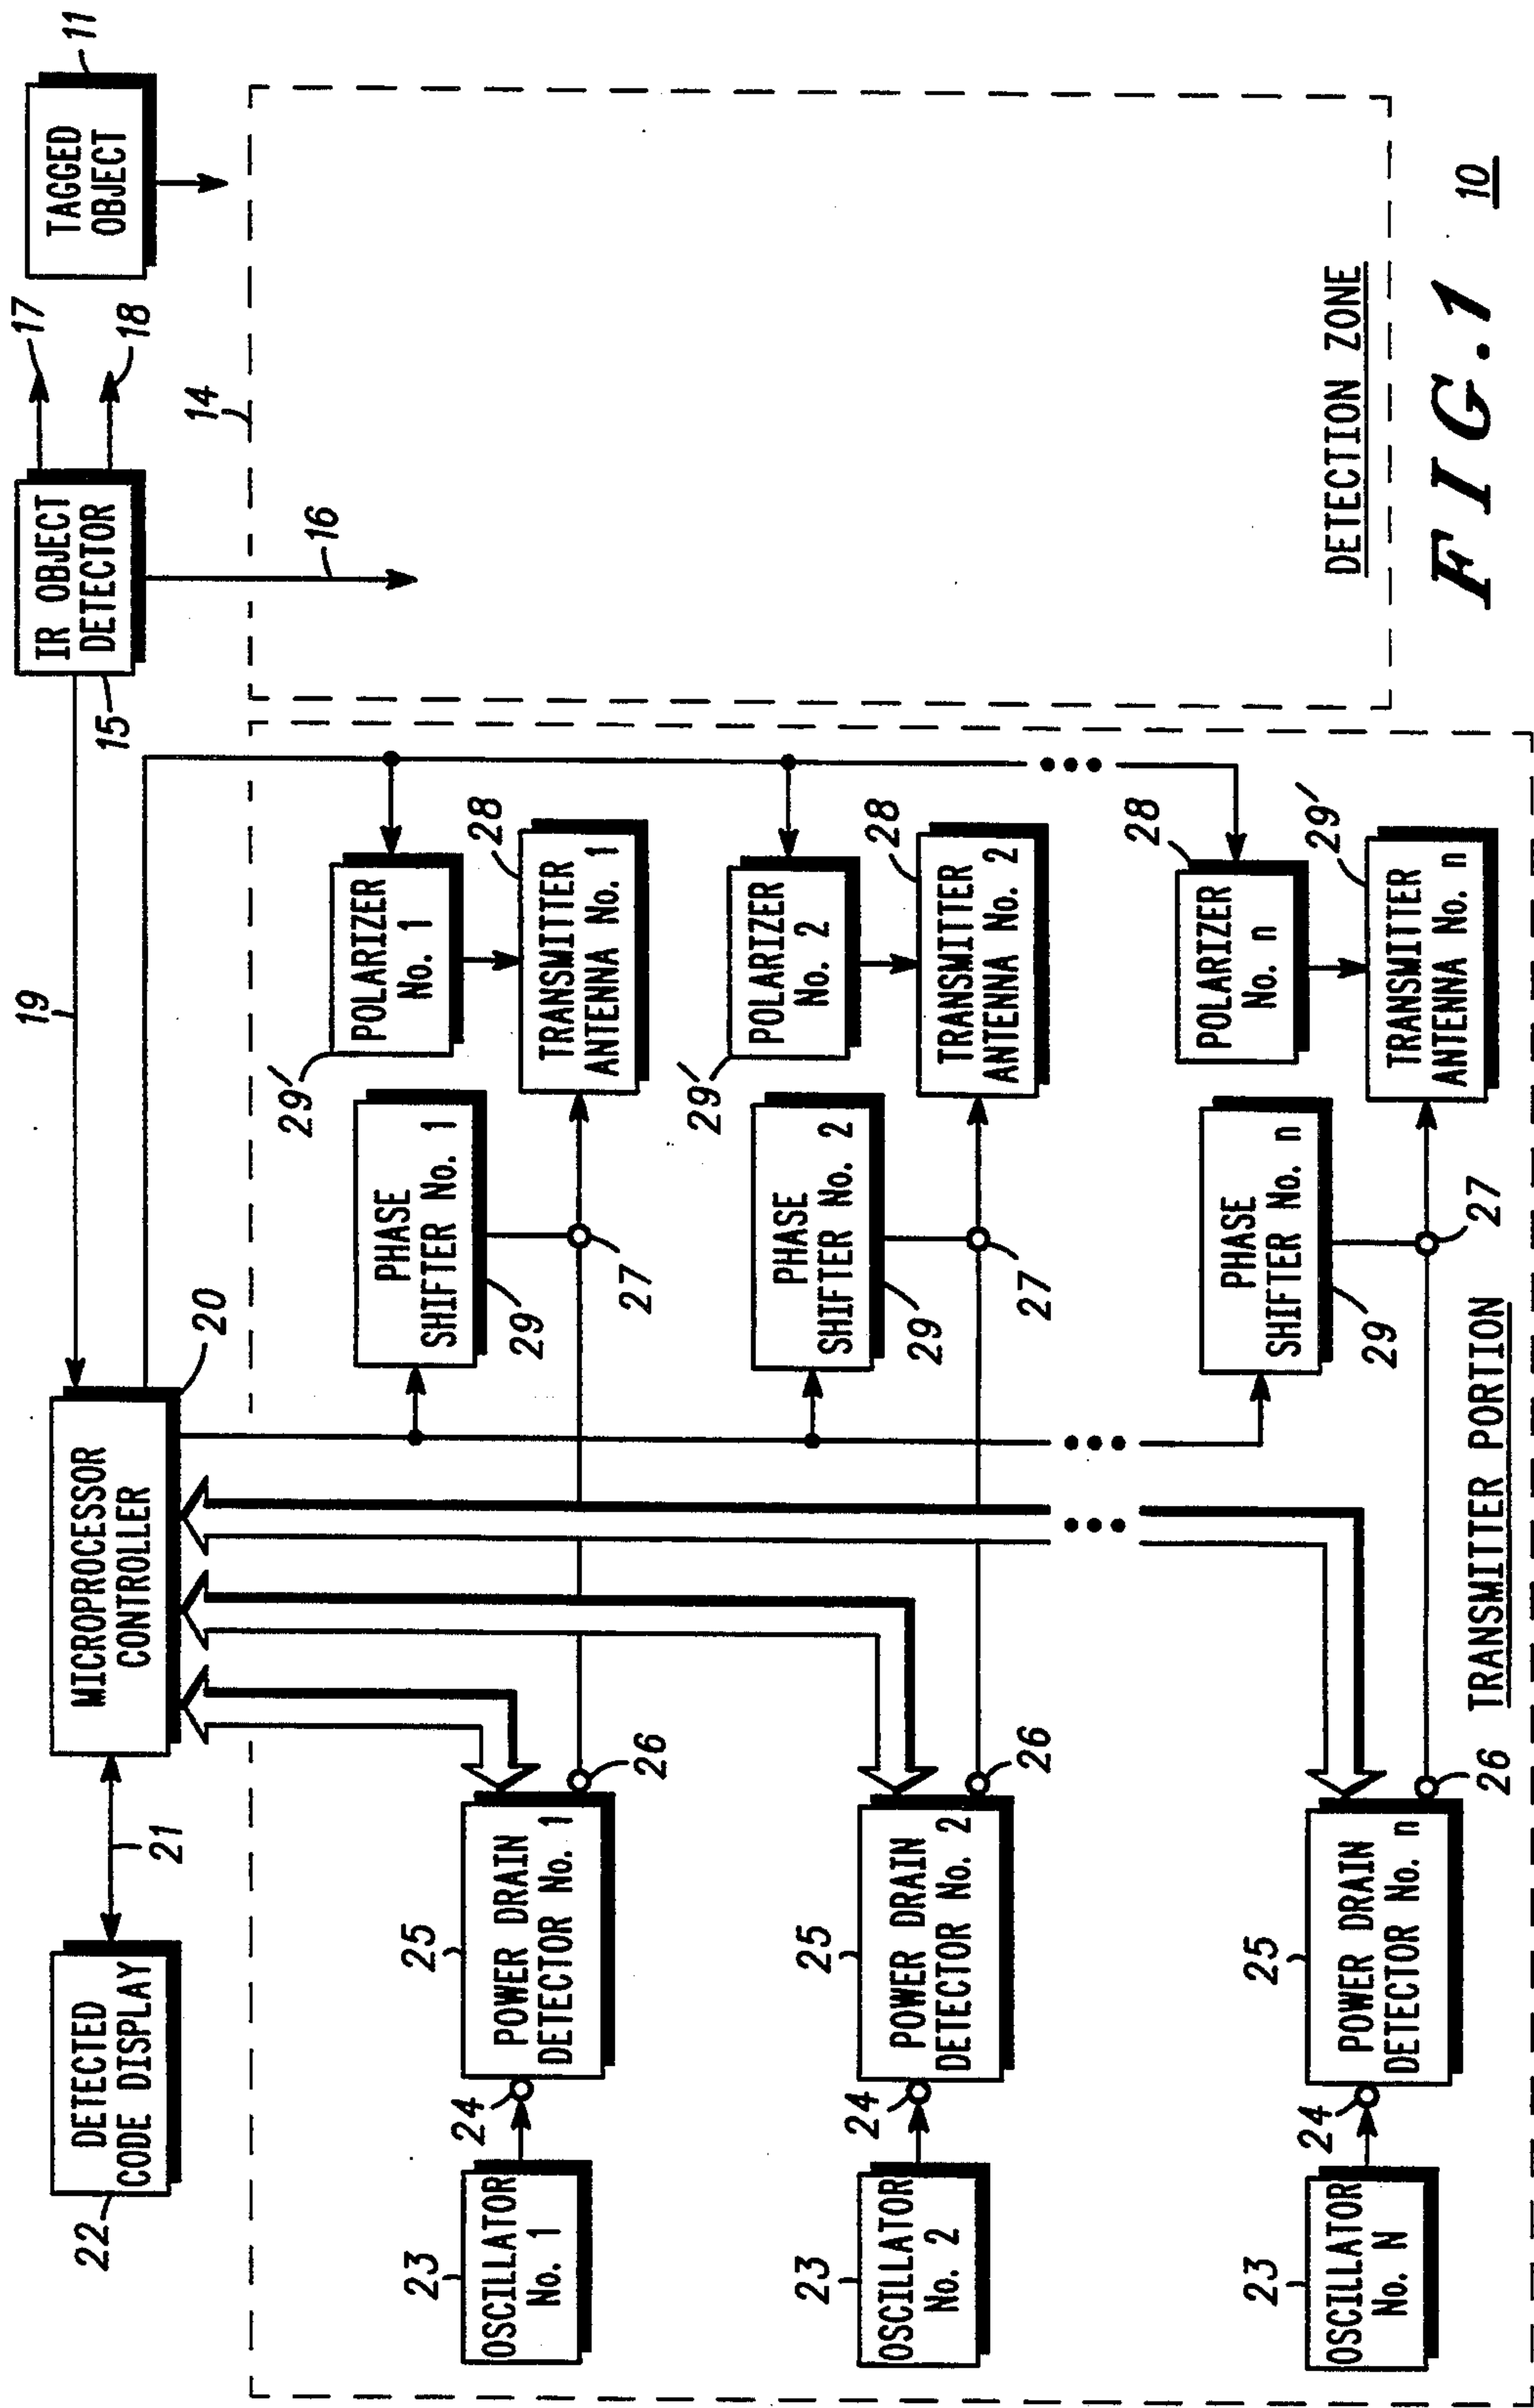 22
DETECTED
CODE DISPLAY
21
MICROPROCESSOR
CONTROLLER
20
19
15
IR OBJECT
DETECTOR
17
18
16
TAGGED
OBJECT
11
14
DETECTION ZONE
23
OSCILLATOR
No. 1
24
25
POWER DRAIN
DETECTOR No. 1
26
PHASE
SHIFTER No. 1
29
27
29'
POLARIZER
No. 1
28
TRANSMITTER
ANTENNA No. 1
23
OSCILLATOR
No. 2
24
25
POWER DRAIN
DETECTOR No. 2
26
PHASE
SHIFTER No. 2
29
27
29'
POLARIZER
No. 2
28
TRANSMITTER
ANTENNA No. 2
23
OSCILLATOR
No. N
24
25
POWER DRAIN
DETECTOR No. n
26
PHASE
SHIFTER No. n
29
27
POLARIZER
No. n
28
29'
TRANSMITTER
ANTENNA No. n
TRANSMITTER PORTION
FIG.1
10